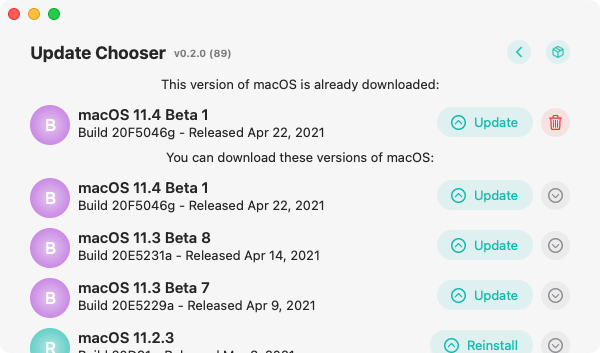 Update Chooser v0.2.0 (89)
This version of macOS is already downloaded:
B macOS 11.4 Beta 1 Update
Build 20F5046g - Released Apr 22, 2021
You can download these versions of macOS:
B macOS 11.4 Beta 1 Update
Build 20F5046g - Released Apr 22, 2021
B macOS 11.3 Beta 8 Update
Build 20E5231a - Released Apr 14, 2021
B macOS 11.3 Beta 7 Update
Build 20E5229a - Released Apr 9, 2021
R macOS 11.2.3 Reinstall